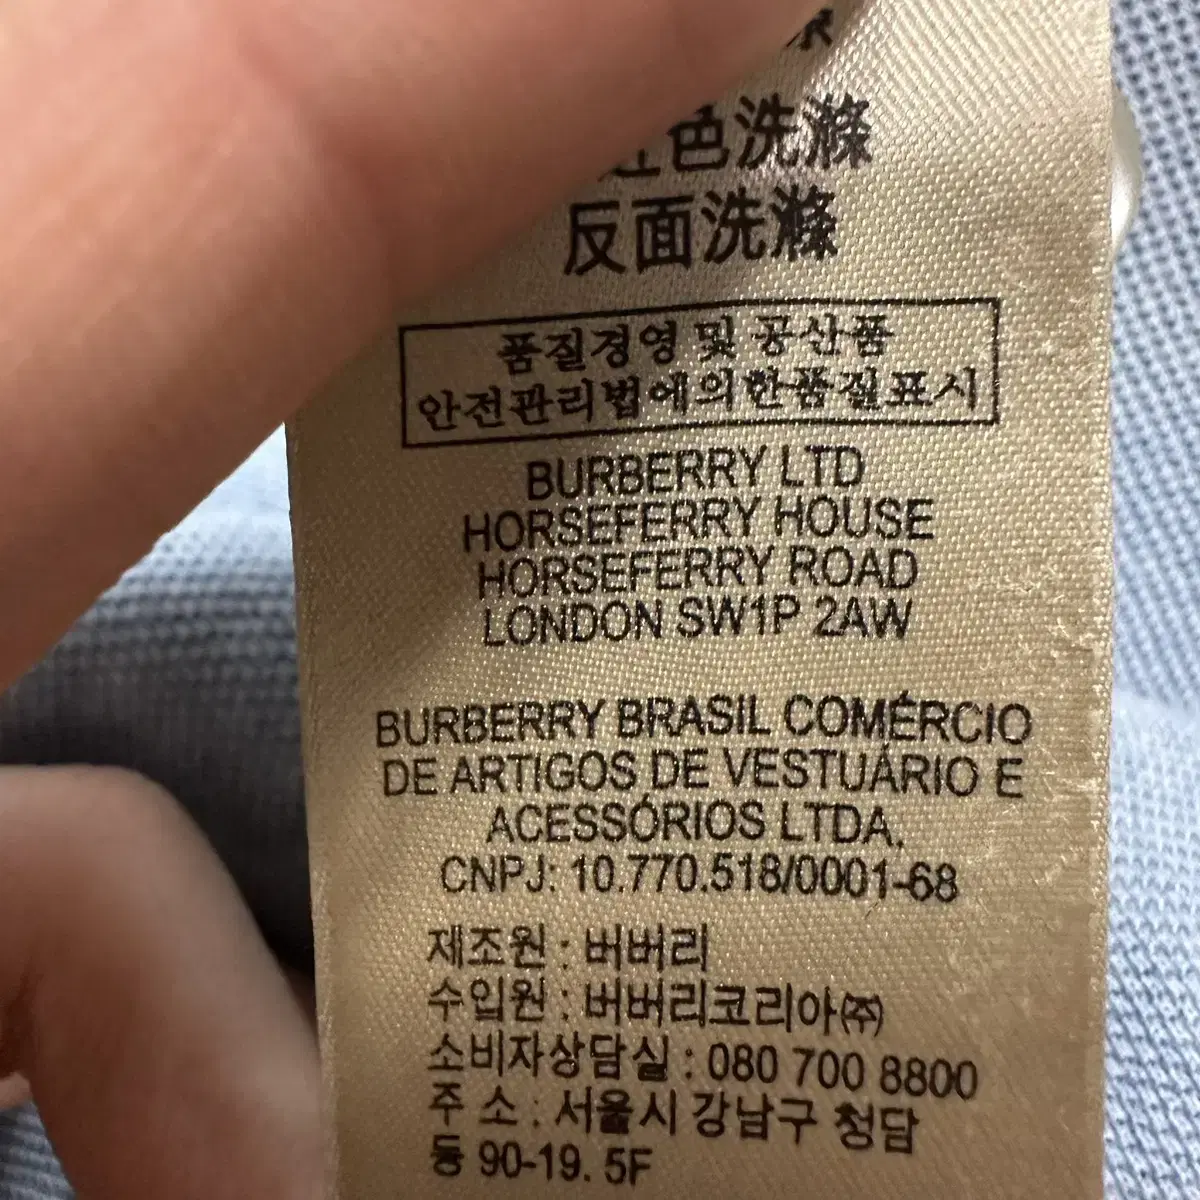 色洗滌
反面洗滌
품질경영 및 공산품
안전관리법에의한품질표시
BURBERRY LTD
HORSEFERRY HOUSE
HORSEFERRY ROAD
LONDON SW1P 2AW
BURBERRY BRASIL COMÉRCIO
DE ARTIGOS DE VESTUÁRIO E
ACESSÓRIOS LTDA.
CNPJ: 10.770.518/0001-68
제조원 : 버버리
수입원 : 버버리코리아㈜
소비자상담실 : 080 700 8800
주 소 : 서울시 강남구 청담
동 90-19. 5F